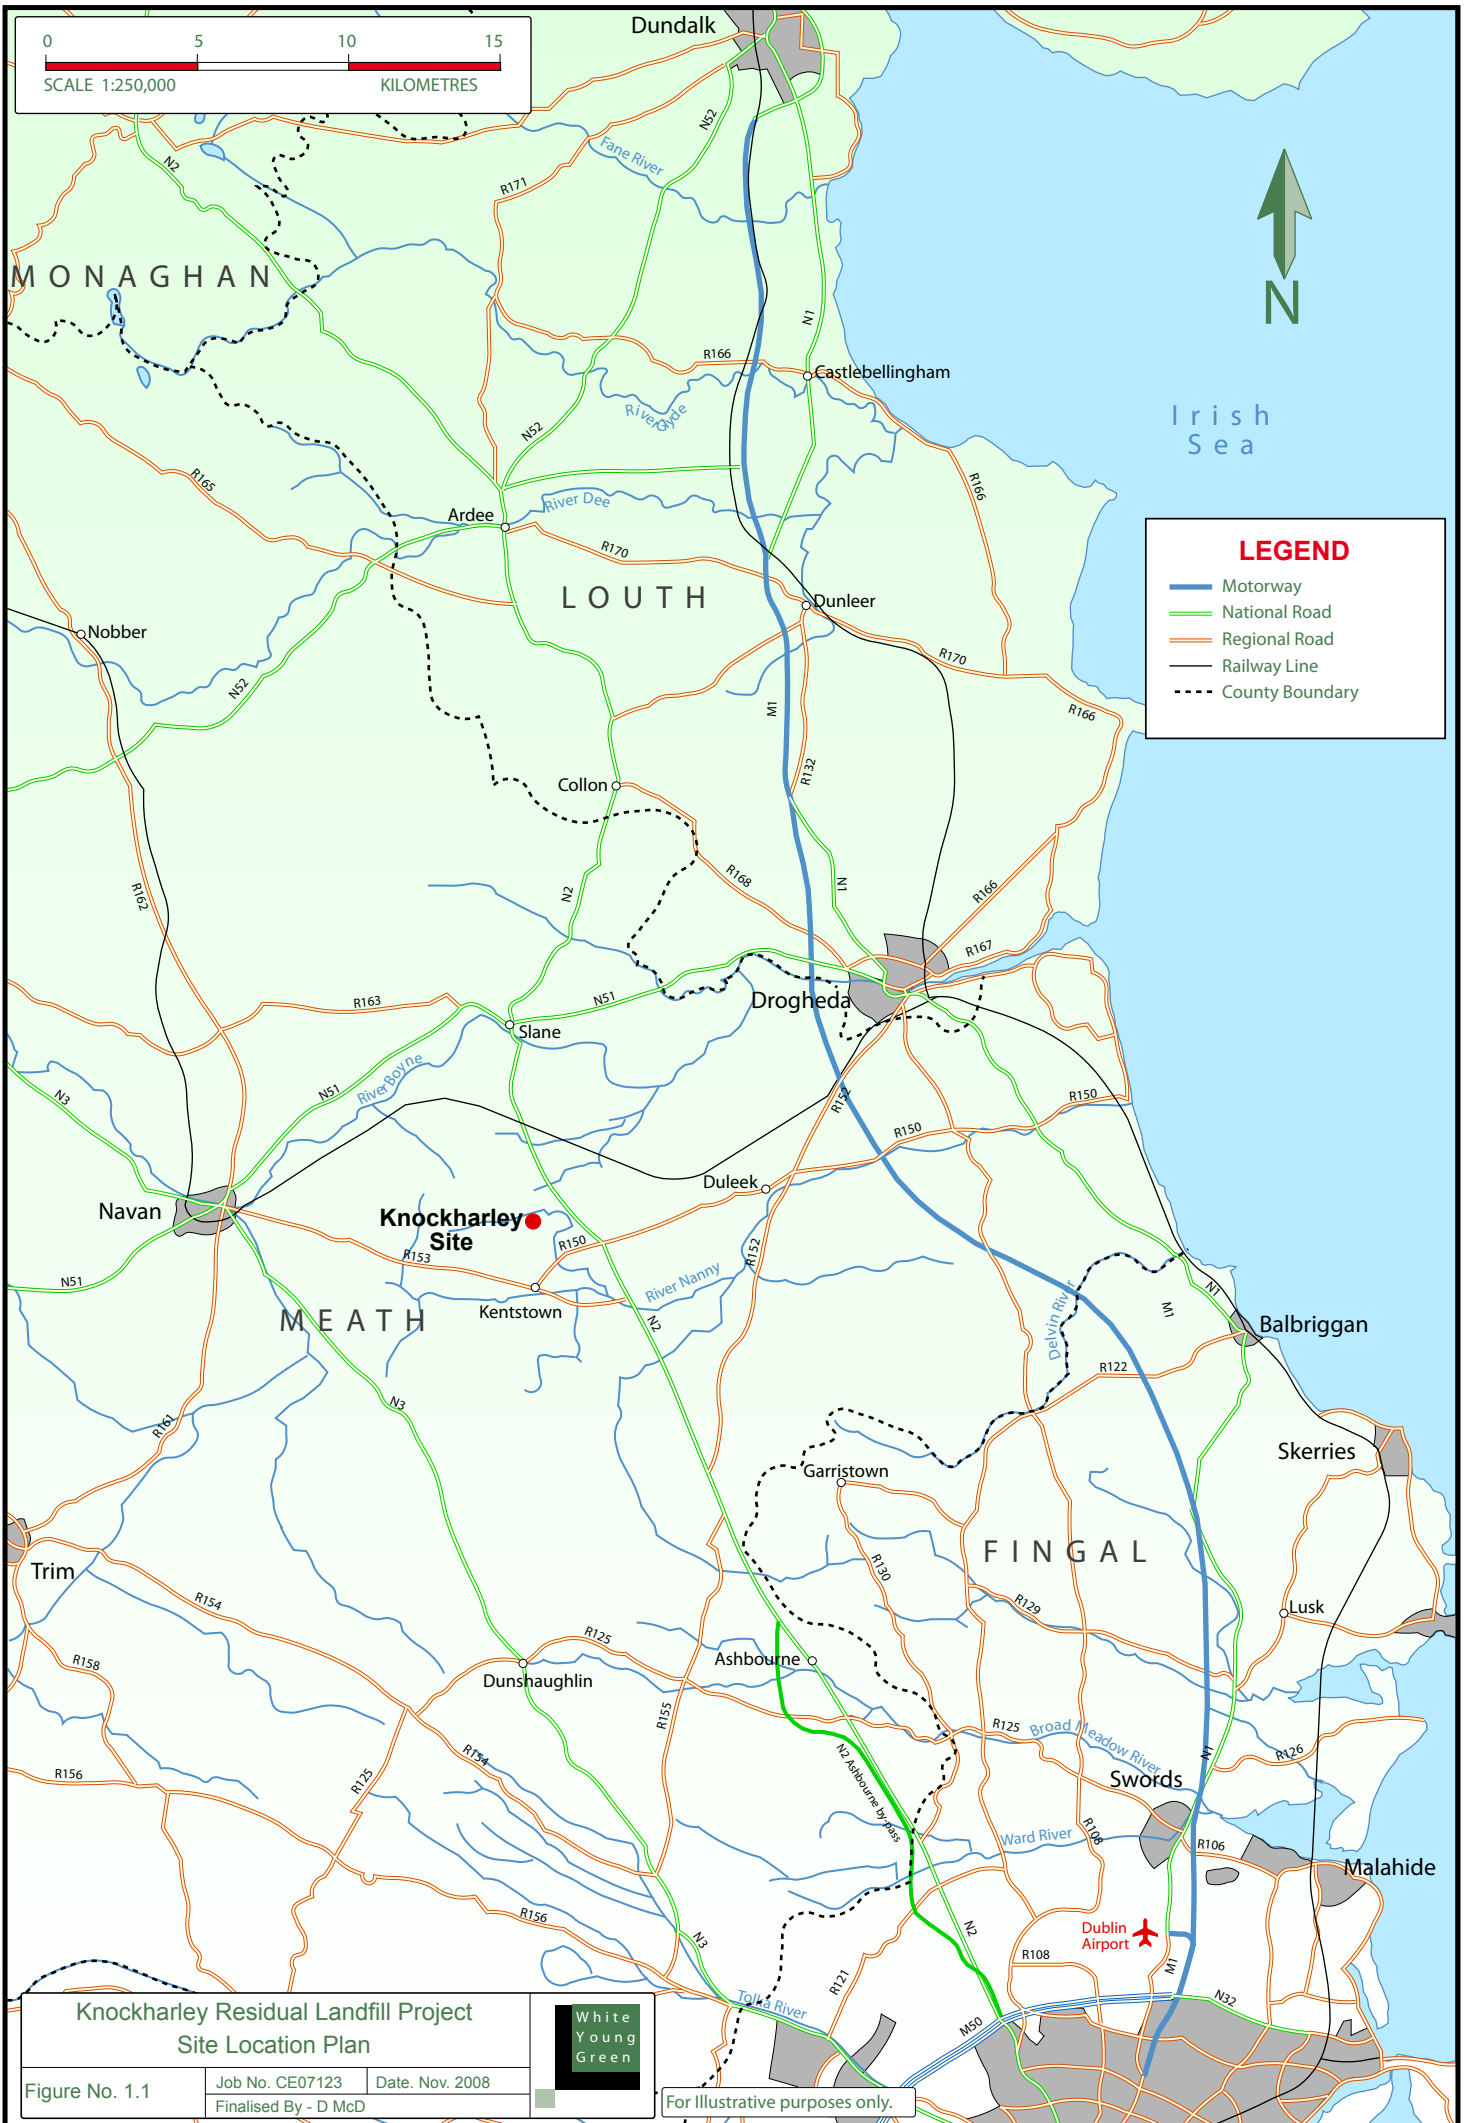 0 5 10 15
SCALE 1:250,000 KILOMETRES
Dundalk
N52
Fane River
N2
R171
MONAGHAN
N
N1
R166
Castlebellingham
River Glyde
Irish
Sea
N52
R165
R166
Ardee
River Dee
R170
LEGEND
Motorway
National Road
Regional Road
Railway Line
County Boundary
LOUTH
Dunleer
Nobber
R170
N52
M1
R166
R132
Collon
R168
N1
R162
N2
R166
R167
R163
N51
Drogheda
Slane
River Boyne
N51
N3
R152
R150
R150
Duleek
Navan
Knockharley
Site
R150
R153
R152
N51
River Nanny
Kentstown
MEATH
N2
Delvin River
M1
N1
Balbriggan
R122
N3
R161
Skerries
Garristown
FINGAL
R130
Trim
R154
R129
Lusk
R125
Ashbourne
R158
Dunshaughlin
R155
R125
Broad Meadow River
R154
N2 Ashbourne by-pass
N1
R126
R156
R125
Swords
R108
Ward River
R106
Malahide
R156
N2
Dublin
Airport
N3
R108
M1
R121
Tolka River
N32
M50
Knockharley Residual Landfill Project
Site Location Plan
White
Young
Green
Figure No. 1.1
Job No. CE07123 Date. Nov. 2008
Finalised By - D McD
For Illustrative purposes only.